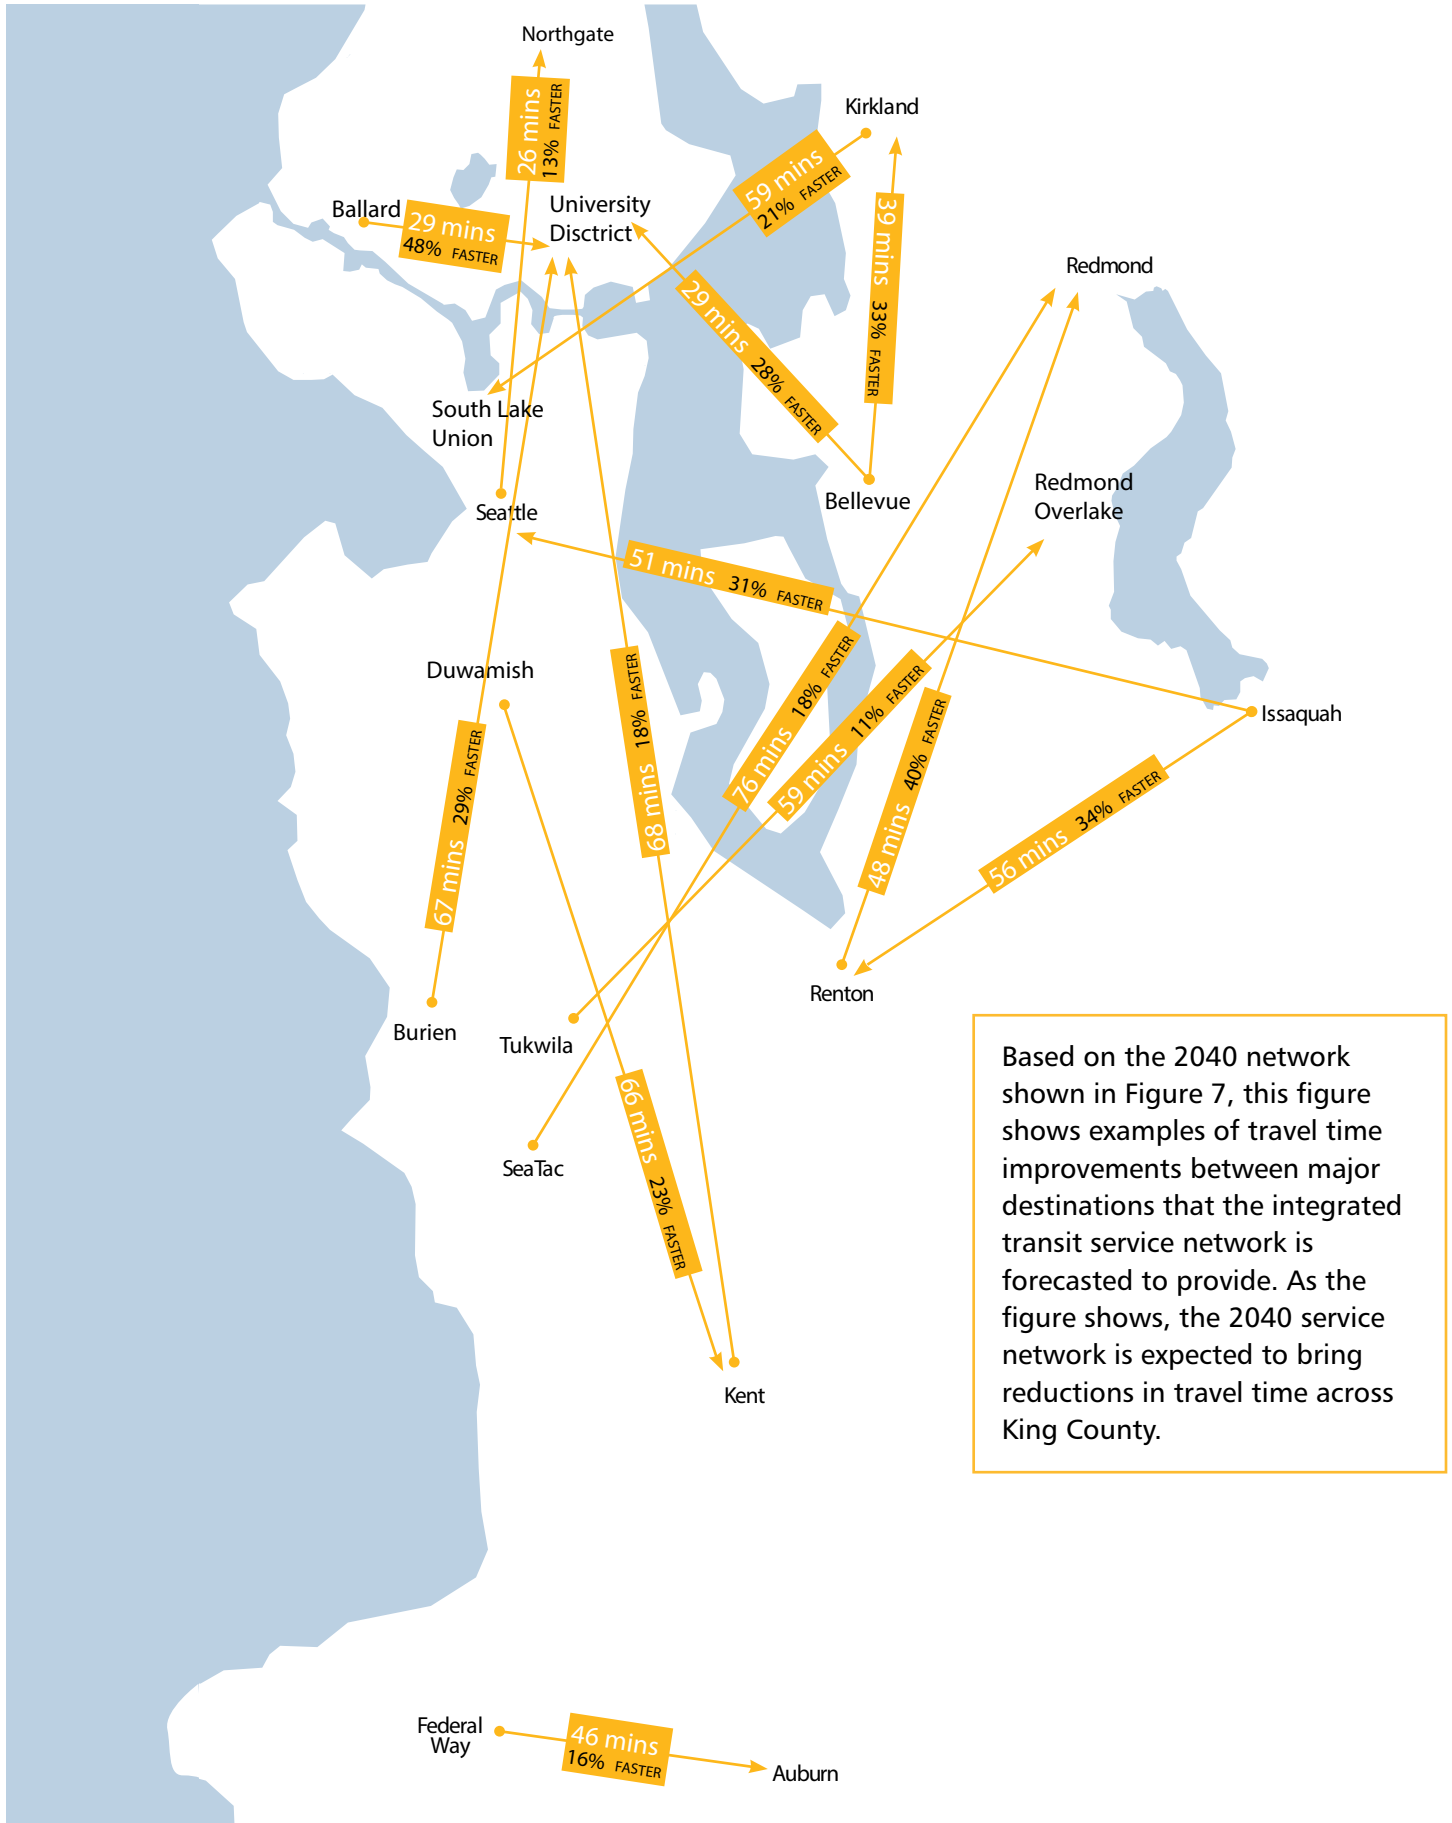 Northgate
26 mins
13% FASTER
Kirkland
59 mins
21% FASTER
39 mins 33% FASTER
Ballard
29 mins
48% FASTER
University
Disctrict
Redmond
29 mins 28% FASTER
South Lake
Union
Seattle
Bellevue
Redmond
Overlake
51 mins 31% FASTER
Duwamish
67 mins 29% FASTER
68 mins 18% FASTER
76 mins 18% FASTER
59 mins 11% FASTER
48 mins 40% FASTER
Issaquah
56 mins 34% FASTER
Renton
Burien
Tukwila
SeaTac
66 mins 23% FASTER
Kent
Based on the 2040 network
shown in Figure 7, this figure
shows examples of travel time
improvements between major
destinations that the integrated
transit service network is
forecasted to provide. As the
figure shows, the 2040 service
network is expected to bring
reductions in travel time across
King County.
Federal
Way
46 mins
16% FASTER
Auburn